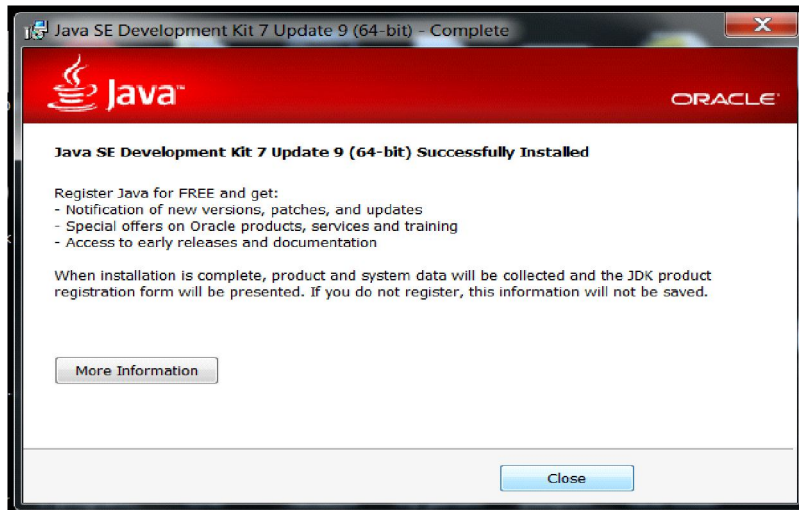 Java SE Development Kit 7 Update 9 (64-bit) - Complete
Java™
ORACLE
Java SE Development Kit 7 Update 9 (64-bit) Successfully Installed
Register Java for FREE and get:
- Notification of new versions, patches, and updates
- Special offers on Oracle products, services and training
- Access to early releases and documentation
When installation is complete, product and system data will be collected and the JDK product
registration form will be presented. If you do not register, this information will not be saved.
More Information
Close